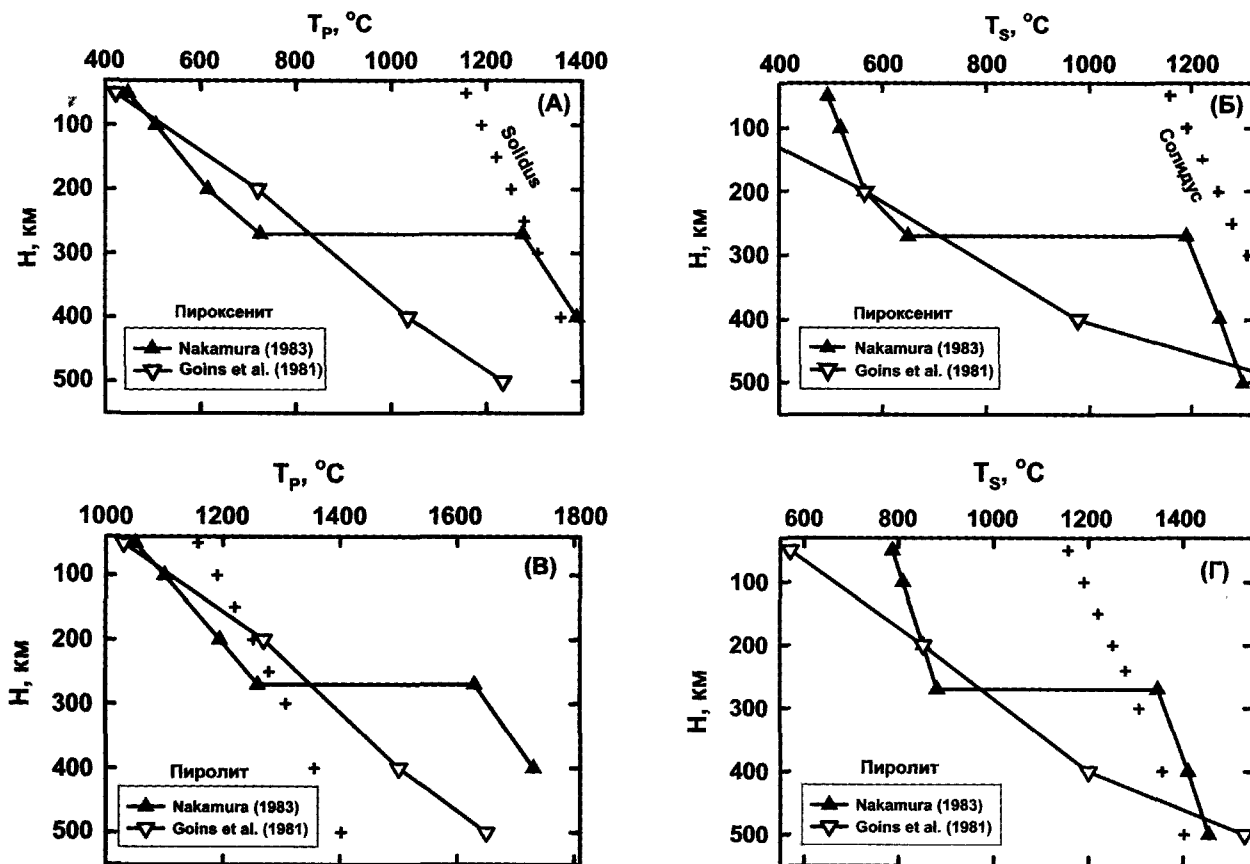 T_P, °C
400 600 800 1000 1200 1400
(А)
Solidus
100
200
300
400
500
Н, км
Пироксенит
Nakamura (1983)
Goins et al. (1981)
T_S, °C
400 600 800 1000 1200
(Б)
Солидус
100
200
300
400
500
Н, км
Пироксенит
Nakamura (1983)
Goins et al. (1981)
T_P, °C
1000 1200 1400 1600 1800
(В)
100
200
300
400
500
Н, км
Пиролит
Nakamura (1983)
Goins et al. (1981)
T_S, °C
600 800 1000 1200 1400
(Г)
100
200
300
400
500
Н, км
Пиролит
Nakamura (1983)
Goins et al. (1981)